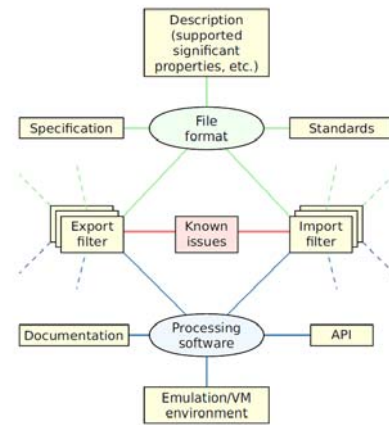 Description
(supported
significant
properties, etc.)
Specification
File
format
Standards
Export
filter
Known
issues
Import
filter
Documentation
Processing
software
API
Emulation/VM
environment